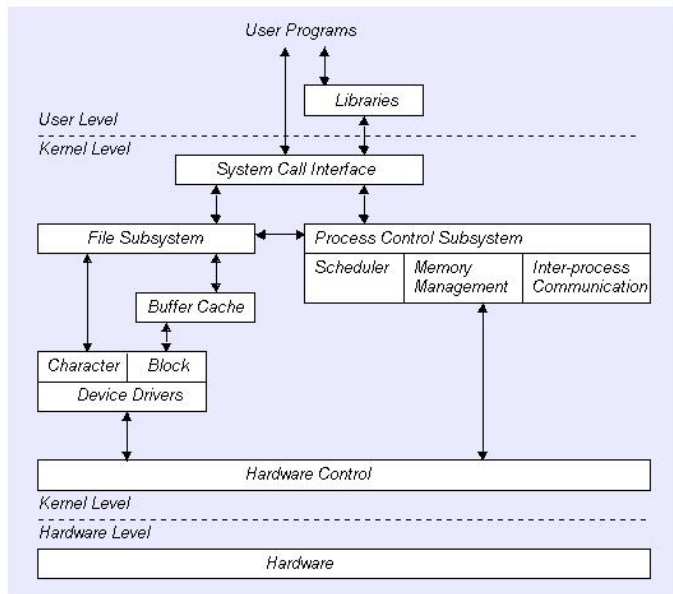 User Programs
Libraries
User Level
Kernel Level
System Call Interface
File Subsystem
Process Control Subsystem
Scheduler
Memory
Management
Inter-process
Communication
Buffer Cache
Character
Block
Device Drivers
Hardware Control
Kernel Level
Hardware Level
Hardware